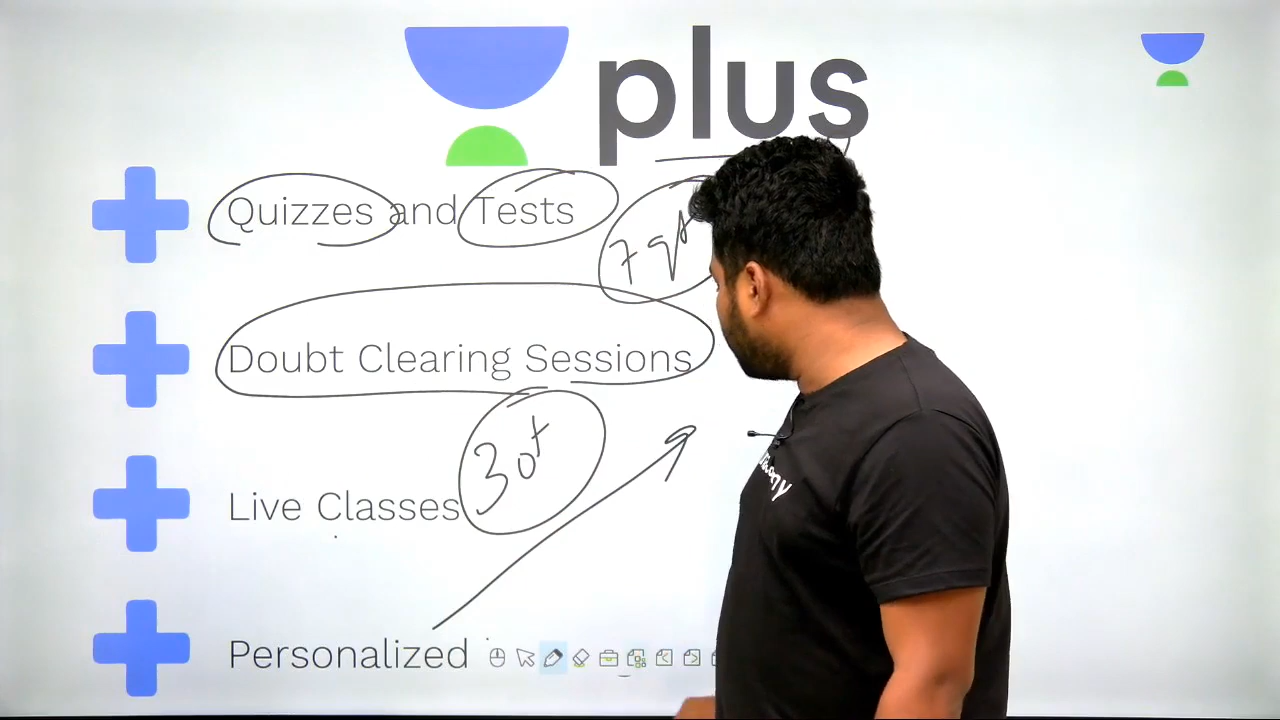 plus
Quizzes and Tests
Doubt Clearing Sessions
30+
Live Classes
Personalized